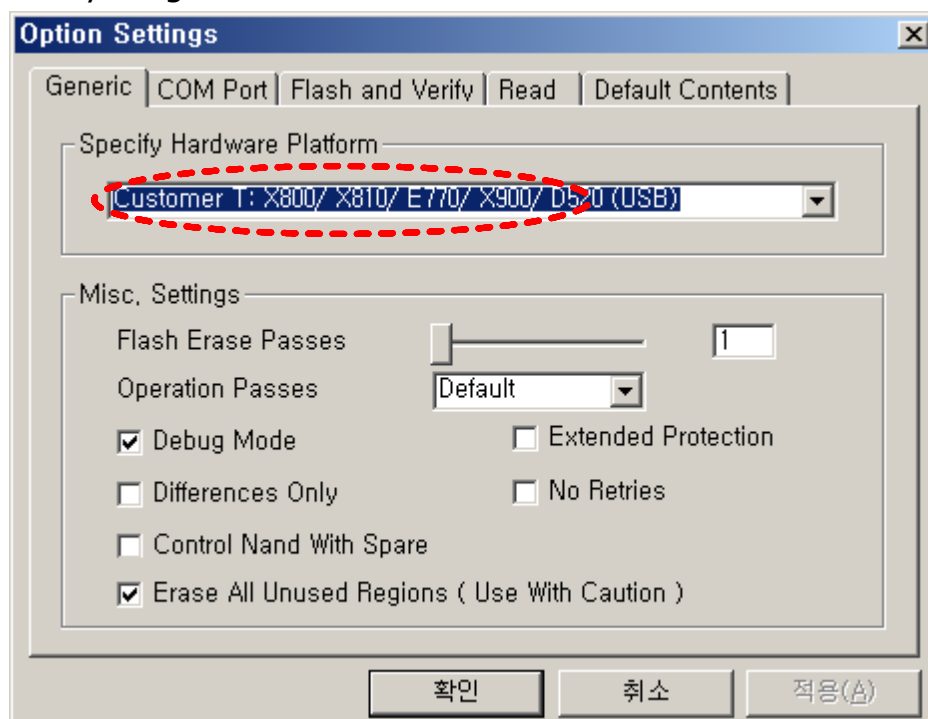 Option Settings
Generic COM Port Flash and Verify Read Default Contents
Specify Hardware Platform
Customer T: X800/ X810/ E770/ X900/ D520 (USB)
Misc, Settings
Flash Erase Passes 1
Operation Passes Default
Debug Mode Extended Protection
Differences Only No Retries
Control Nand With Spare
Erase All Unused Regions ( Use With Caution )
확인 취소 적용(A)